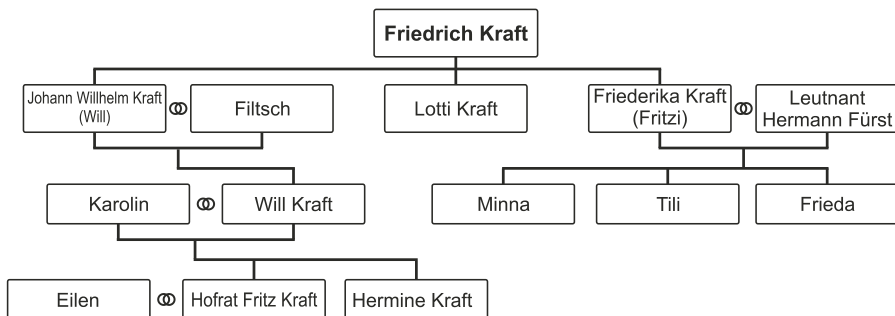 Friedrich Kraft
Johann Willhelm Kraft
(Will)
Filtsch
Lotti Kraft
Friederika Kraft
(Fritzi)
Leutnant
Hermann Fürst
Karolin
Will Kraft
Minna
Tili
Frieda
Eilen
Hofrat Fritz Kraft
Hermine Kraft